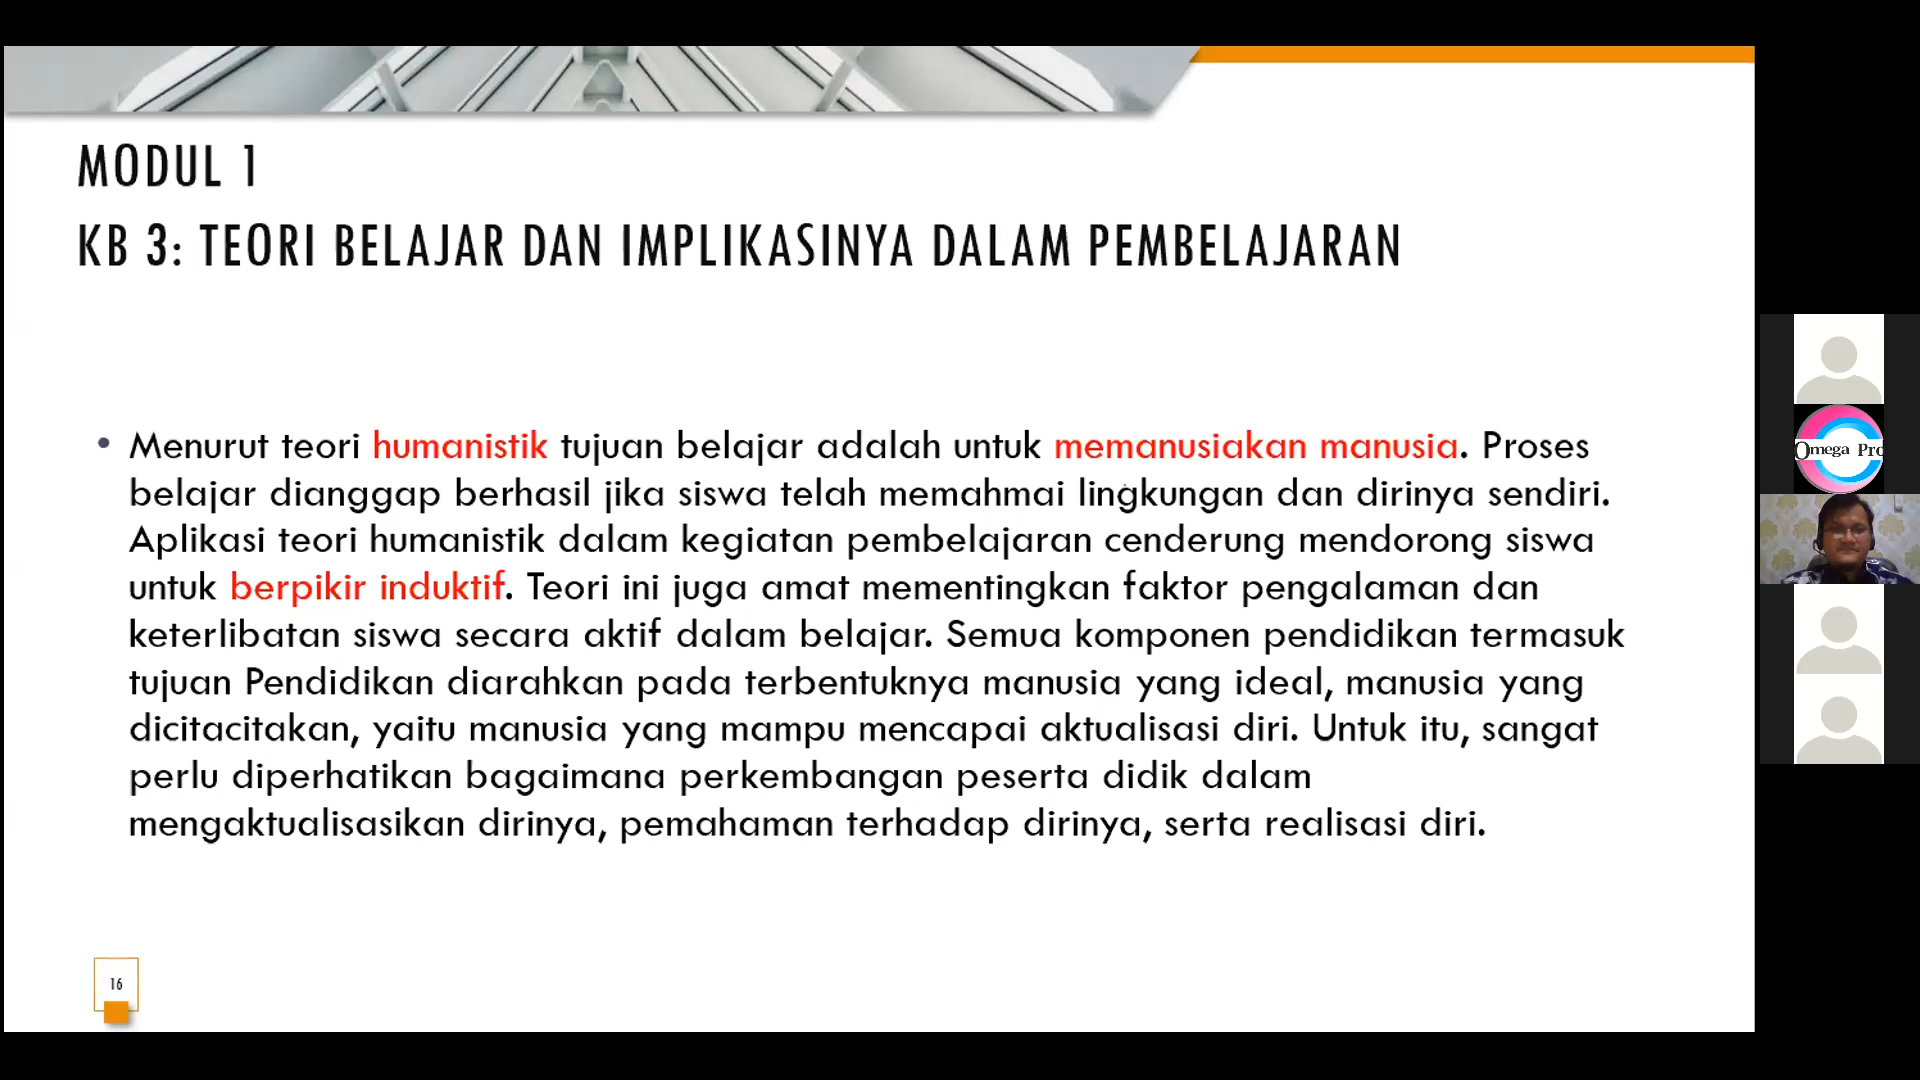 MODUL 1
KB 3: TEORI BELAJAR DAN IMPLIKASINYA DALAM PEMBELAJARAN
• Menurut teori humanistik tujuan belajar adalah untuk memanusiakan manusia. Proses
belajar dianggap berhasil jika siswa telah memahmai lingkungan dan dirinya sendiri.
Aplikasi teori humanistik dalam kegiatan pembelajaran cenderung mendorong siswa
untuk berpikir induktif. Teori ini juga amat mementingkan faktor pengalaman dan
keterlibatan siswa secara aktif dalam belajar. Semua komponen pendidikan termasuk
tujuan Pendidikan diarahkan pada terbentuknya manusia yang ideal, manusia yang
dicitacitakan, yaitu manusia yang mampu mencapai aktualisasi diri. Untuk itu, sangat
perlu diperhatikan bagaimana perkembangan peserta didik dalam
mengaktualisasikan dirinya, pemahaman terhadap dirinya, serta realisasi diri.
16
Omega Pro